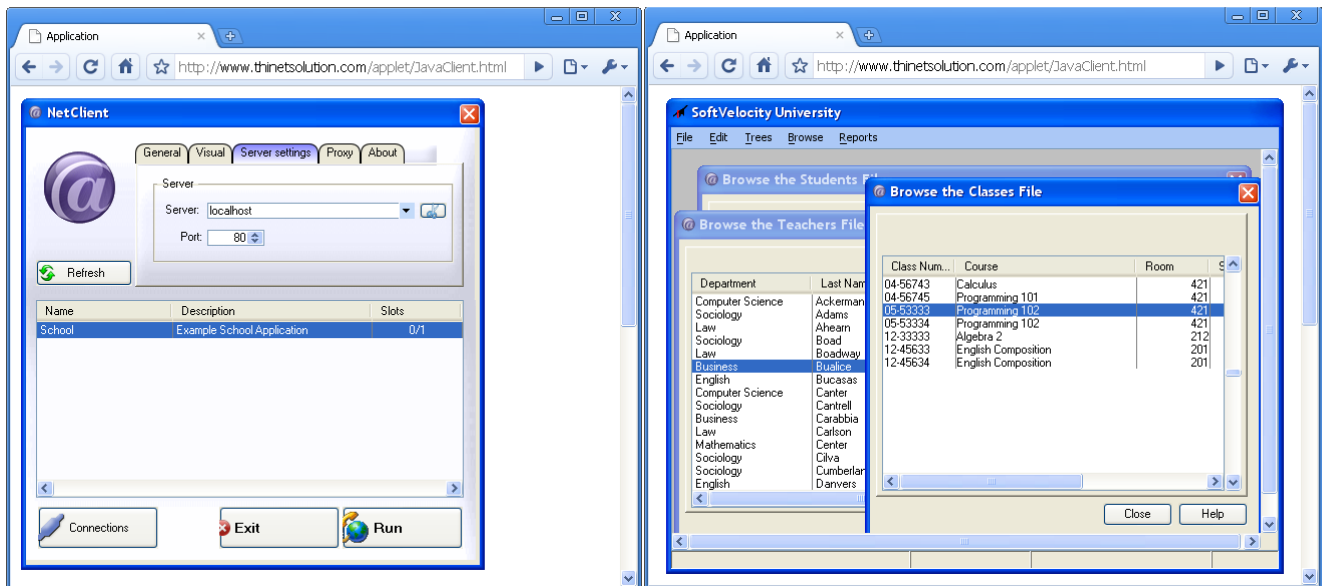 Application
http://www.thinetsolution.com/applet/JavaClient.html
NetClient
General Visual Server settings Proxy About
Server
Server: localhost
Port: 80
Refresh
Name Description Slots
School Example School Application 0/1
Connections Exit Run
Application
http://www.thinetsolution.com/applet/JavaClient.html
SoftVelocity University
File Edit Trees Browse Reports
Browse the Students
Browse the Teachers File
Department Last Nam
Computer Science Ackerman
Sociology Adams
Law Ahearn
Sociology Boad
Law Boadway
Business Bualice
English Bucasas
Computer Science Canter
Sociology Cantrell
Business Carabbia
Law Carlson
Mathematics Center
Sociology Cilva
Sociology Cumberlan
English Danvers
Browse the Classes File
Class Num... Course Room S
04-56743 Calculus 421
04-56745 Programming 101 421
05-53333 Programming 102 421
05-53334 Programming 102 421
12-33333 Algebra 2 212
12-45633 English Composition 201
12-45634 English Composition 201
Close Help